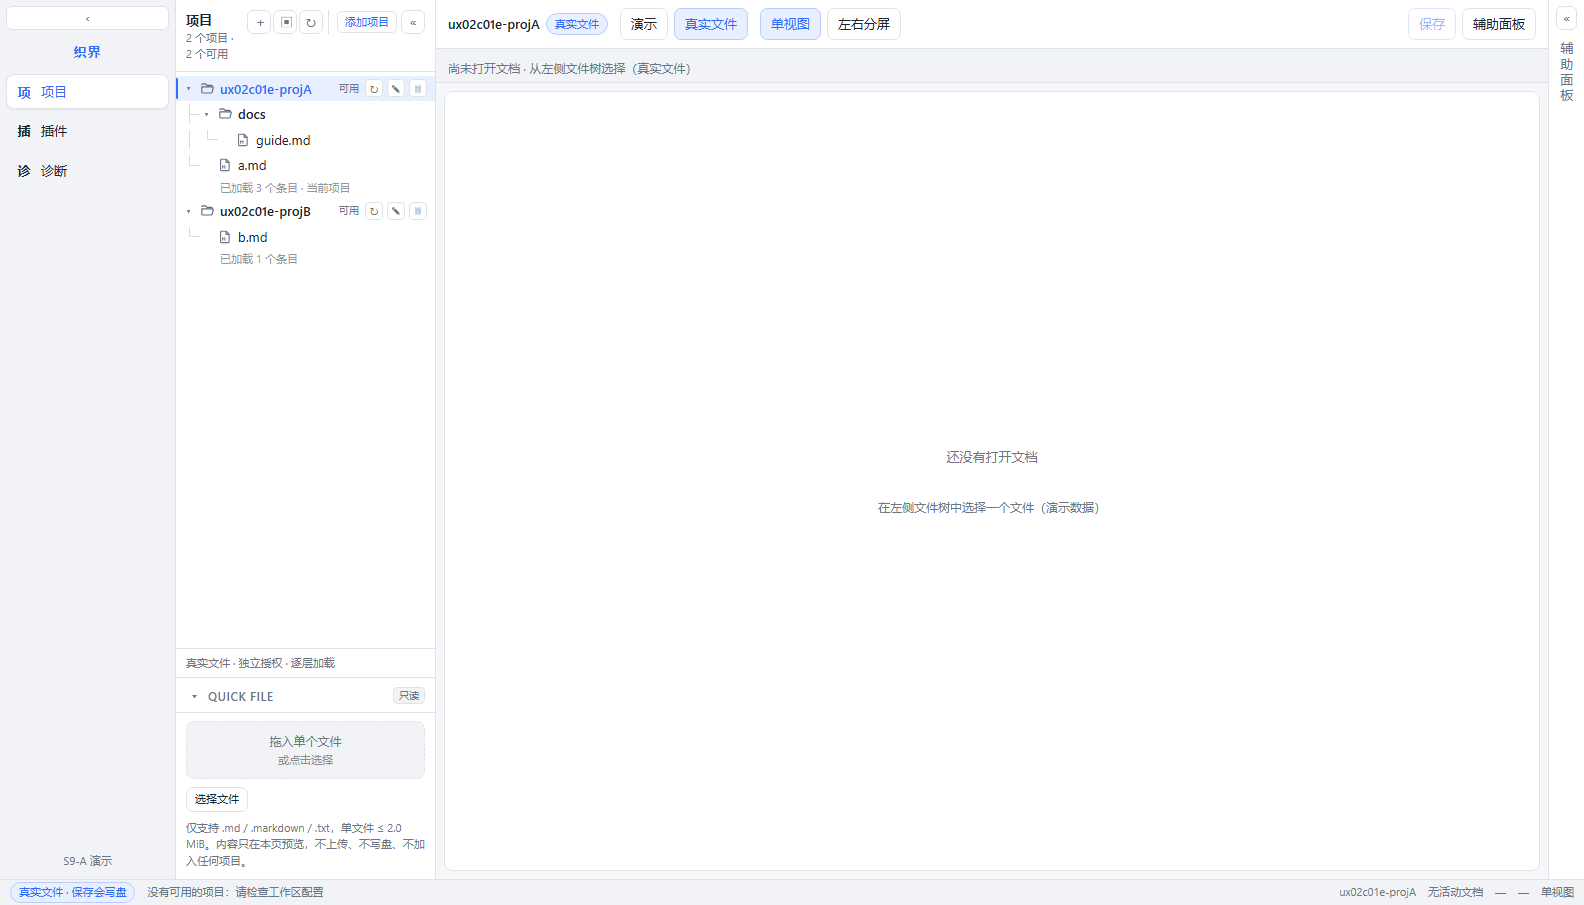 ‹
织界
项 项目
插 插件
诊 诊断
S9-A 演示
项目
2 个项目 ·
2 个可用
+ ↻ 添加项目 «
ux02c01e-projA 可用 ↻
docs
guide.md
a.md
已加载 3 个条目 · 当前项目
ux02c01e-projB 可用 ↻
b.md
已加载 1 个条目
真实文件 · 独立授权 · 逐层加载
QUICK FILE 只读
拖入单个文件
或点击选择
选择文件
仅支持 .md / .markdown / .txt，单文件 ≤ 2.0
MiB。内容只在本页预览，不上传、不写盘、不加
入任何项目。
ux02c01e-projA 真实文件 演示 真实文件 单视图 左右分屏 保存 辅助面板
尚未打开文档 · 从左侧文件树选择（真实文件）
还没有打开文档
在左侧文件树中选择一个文件（演示数据）
«
辅助面板
真实文件 · 保存会写盘 没有可用的项目：请检查工作区配置 ux02c01e-projA 无活动文档 — — 单视图